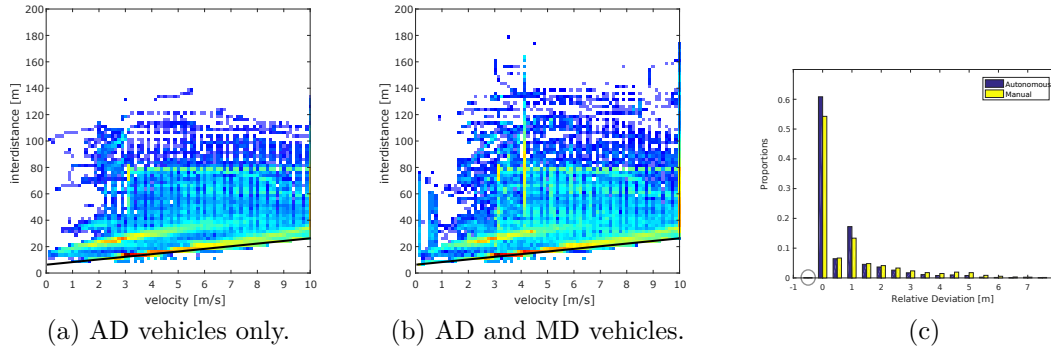 200
180
160
140
120
100
80
60
40
20
0
interdistance [m]
0 1 2 3 4 5 6 7 8 9 10
velocity [m/s]
(a) AD vehicles only.
200
180
160
140
120
100
80
60
40
20
0
interdistance [m]
0 1 2 3 4 5 6 7 8 9 10
velocity [m/s]
(b) AD and MD vehicles.
Autonomous
Manual
0.6
0.5
0.4
0.3
0.2
0.1
0
Proportions
-1 0 1 2 3 4 5 6 7
Relative Deviation [m]
(c)